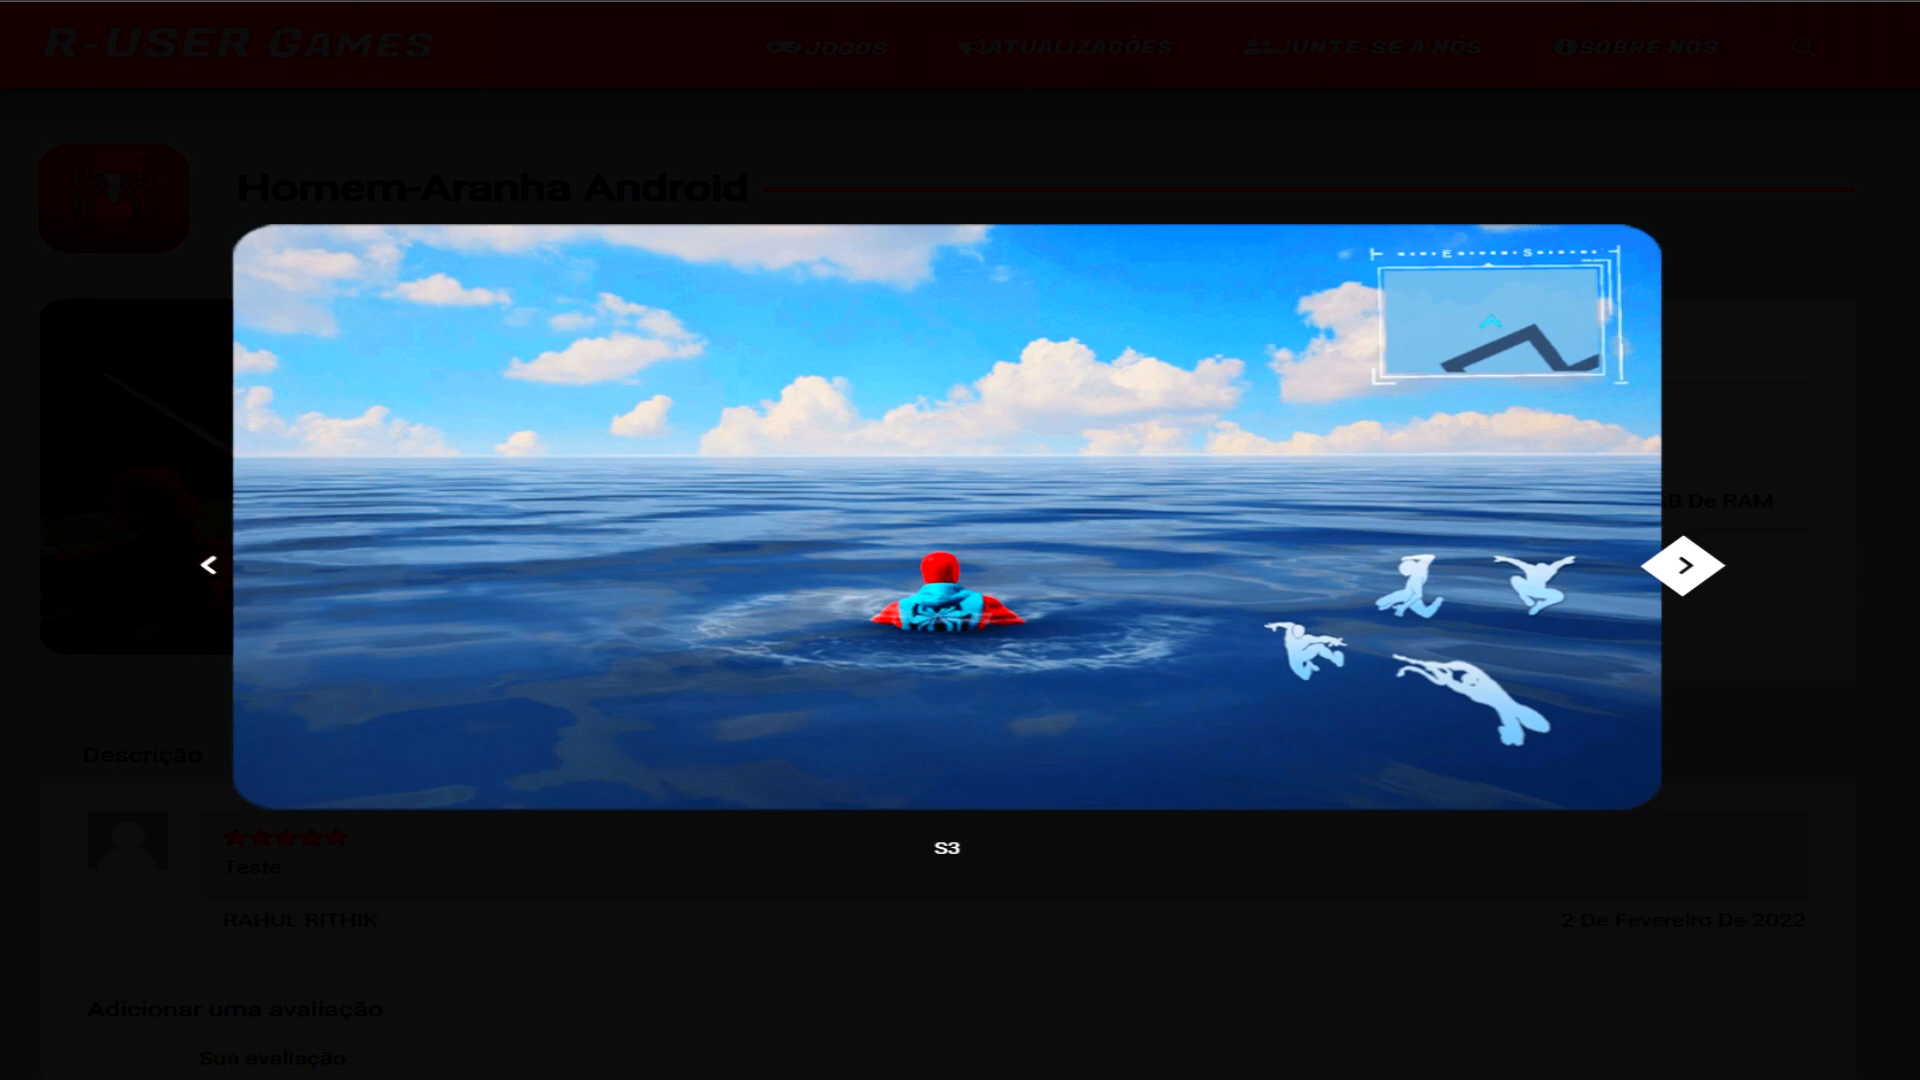 R-USER GAMES
JOGOS
ATUALIZAÇÕES
JUNTE-SE A NÓS
SOBRE NÓS
Homem-Aranha Android
E S
B De RAM
S3
Descrição
Teste
RAHUL RITHIK
2 De Fevereiro De 2022
Adicionar uma avaliação
Sua avaliação